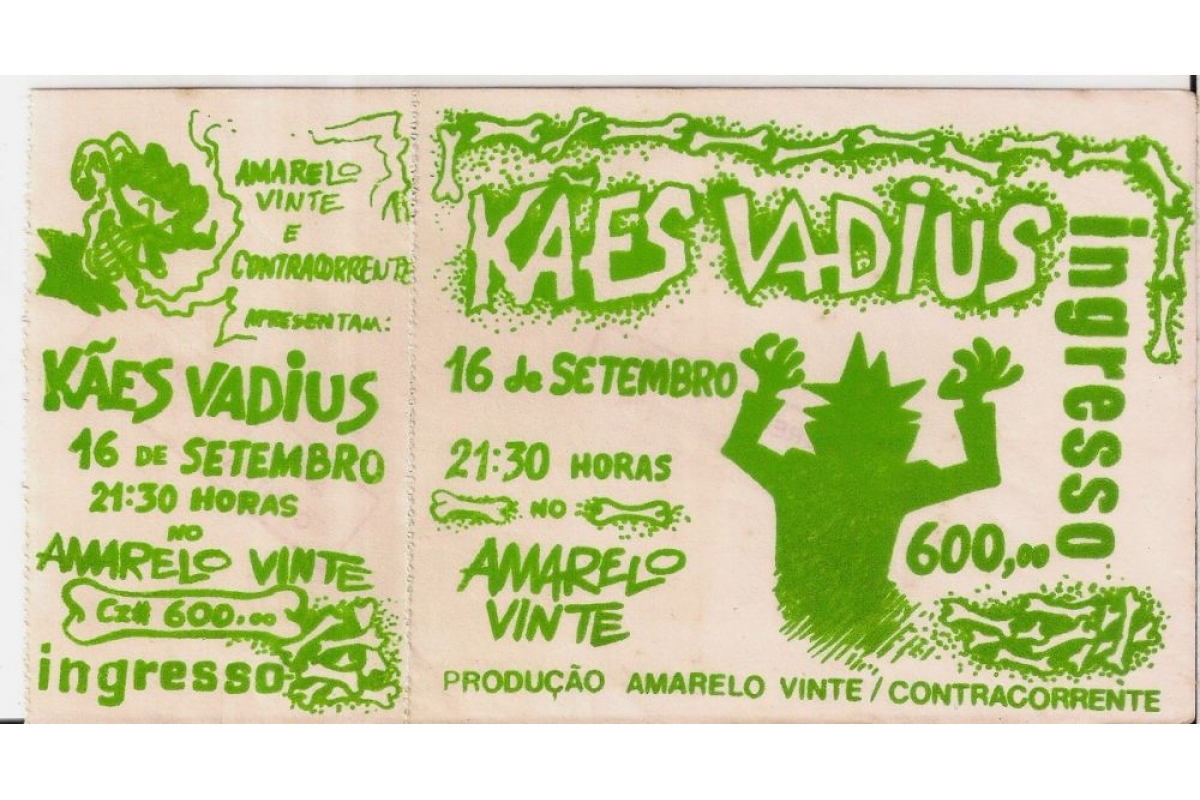 AMARELO
VINTE
E
CONTRACORRENTE
APRESENTAM:
KÃES VADIUS
16 DE SETEMBRO
21:30 HORAS
NO
AMARELO VINTE
Cz# 600,00
ingresso
KÃES VADIUS
16 de SETEMBRO
21:30 HORAS
NO
AMARELO
VINTE
ingresso
600,00
PRODUÇÃO AMARELO VINTE / CONTRACORRENTE